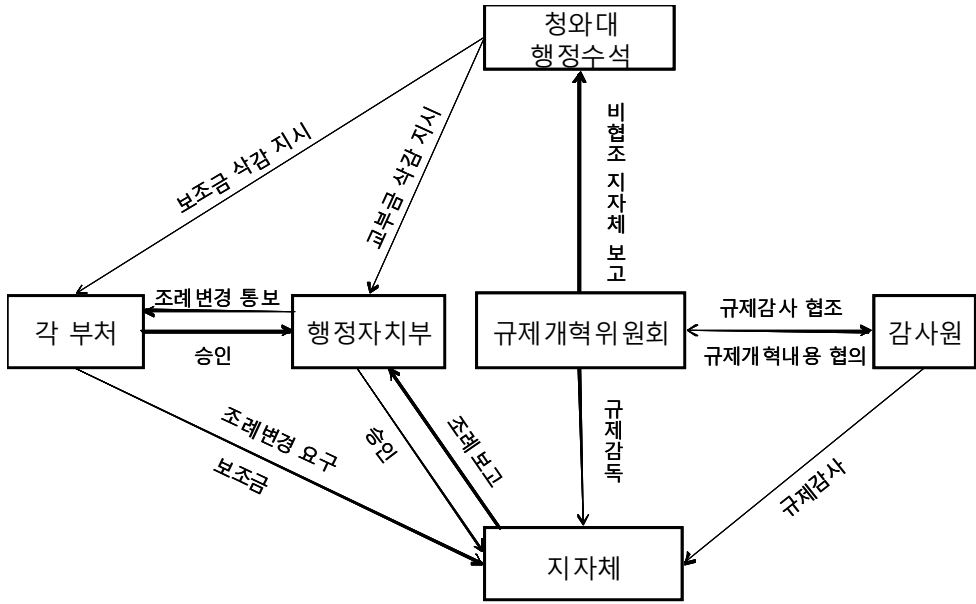 청와대
행정수석
보조금 삭감 지시
교부금 삭감 지시
비협조 지자체 보고
각 부처
조례변경 통보
승인
행정자치부
규제개혁위원회
규제감사 협조
규제개혁내용 협의
감사원
조례변경 요구
보조금
승인
조례 보고
규제감독
규제감사
지자체